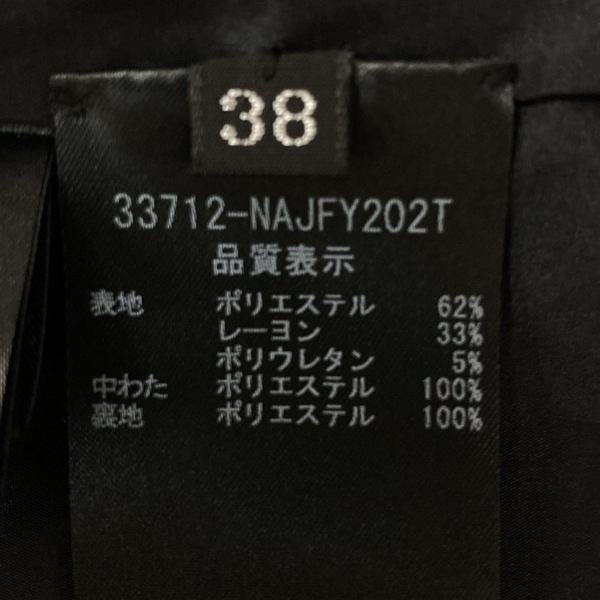 38
33712-NAJFY202T
品質表示
表地 ポリエステル 62%
レーヨン 33%
ポリウレタン 5%
中わた ポリエステル 100%
裏地 ポリエステル 100%